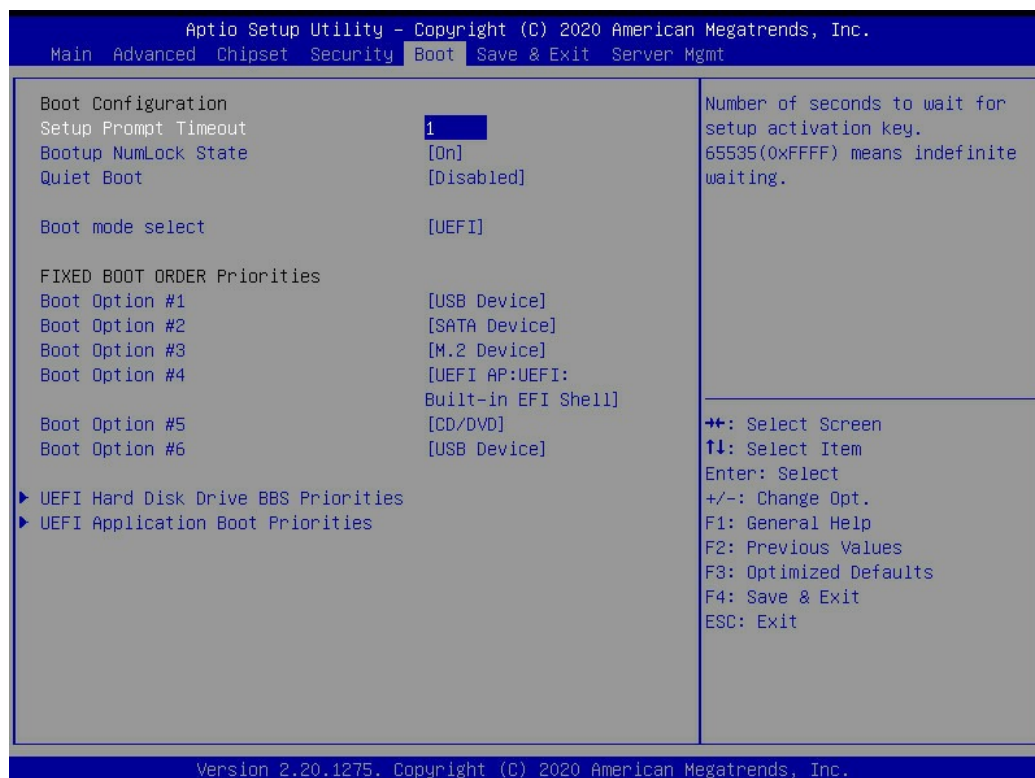 Aptio Setup Utility – Copyright (C) 2020 American Megatrends, Inc.
Main Advanced Chipset Security Boot Save & Exit Server Mgmt
Boot Configuration
Setup Prompt Timeout 1
Bootup NumLock State [On]
Quiet Boot [Disabled]
Boot mode select [UEFI]
FIXED BOOT ORDER Priorities
Boot Option #1 [USB Device]
Boot Option #2 [SATA Device]
Boot Option #3 [M.2 Device]
Boot Option #4 [UEFI AP:UEFI:
Built-in EFI Shell]
Boot Option #5 [CD/DVD]
Boot Option #6 [USB Device]
UEFI Hard Disk Drive BBS Priorities
UEFI Application Boot Priorities
Number of seconds to wait for
setup activation key.
65535(0xFFFF) means indefinite
waiting.
→←: Select Screen
↑↓: Select Item
Enter: Select
+/-: Change Opt.
F1: General Help
F2: Previous Values
F3: Optimized Defaults
F4: Save & Exit
ESC: Exit
Version 2.20.1275. Copyright (C) 2020 American Megatrends, Inc.